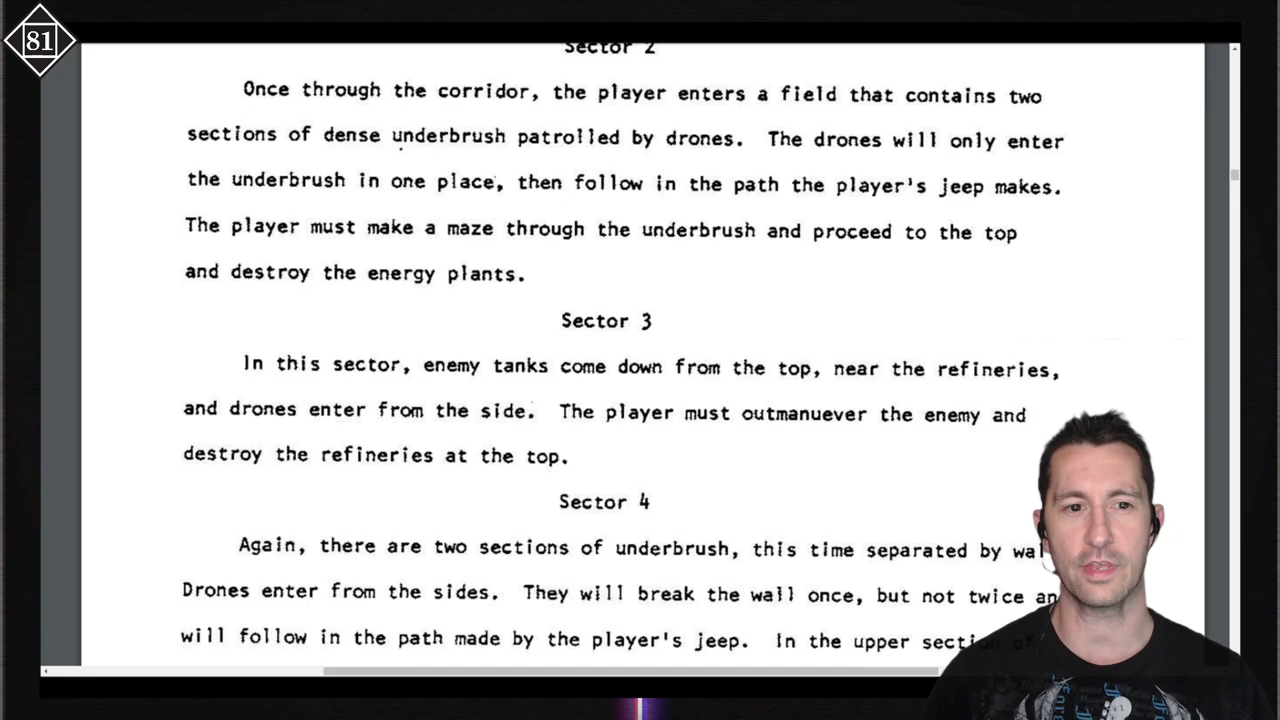 81
Sector 2
Once through the corridor, the player enters a field that contains two
sections of dense underbrush patrolled by drones. The drones will only enter
the underbrush in one place, then follow in the path the player's jeep makes.
The player must make a maze through the underbrush and proceed to the top
and destroy the energy plants.
Sector 3
In this sector, enemy tanks come down from the top, near the refineries,
and drones enter from the side. The player must outmanuever the enemy and
destroy the refineries at the top.
Sector 4
Again, there are two sections of underbrush, this time separated by
Drones enter from the sides. They will break the wall once, but not twice
will follow in the path made by the player's jeep. In the upper section of